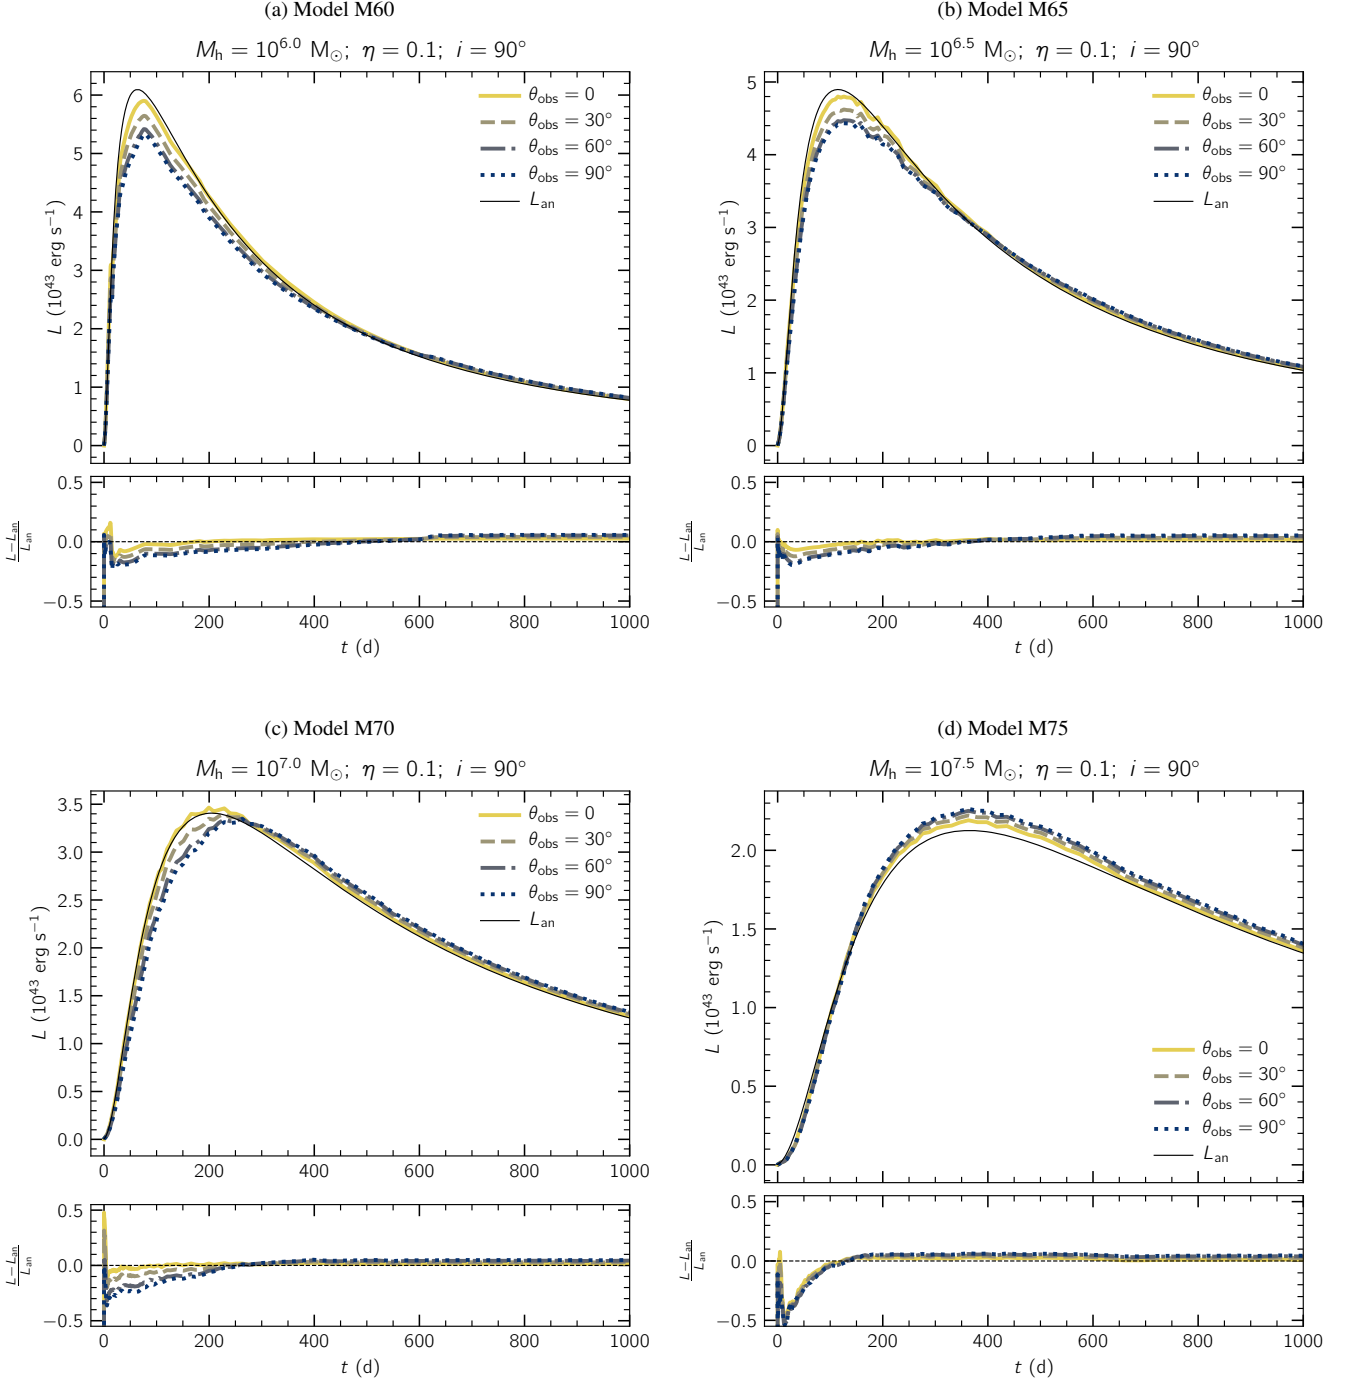 (a) Model M60
M_h = 10^6.0 M_⊙; η = 0.1; i = 90°
6
5
4
3
2
1
0
L (10^43 erg s^−1)
θ_obs = 0
θ_obs = 30°
θ_obs = 60°
θ_obs = 90°
L_an
0.5
0.0
−0.5
L−L_an / L_an
0 200 400 600 800 1000
t (d)
(b) Model M65
M_h = 10^6.5 M_⊙; η = 0.1; i = 90°
5
4
3
2
1
0
L (10^43 erg s^−1)
θ_obs = 0
θ_obs = 30°
θ_obs = 60°
θ_obs = 90°
L_an
0.5
0.0
−0.5
L−L_an / L_an
0 200 400 600 800 1000
t (d)
(c) Model M70
M_h = 10^7.0 M_⊙; η = 0.1; i = 90°
3.5
3.0
2.5
2.0
1.5
1.0
0.5
0.0
L (10^43 erg s^−1)
θ_obs = 0
θ_obs = 30°
θ_obs = 60°
θ_obs = 90°
L_an
0 200 400 600 800 1000
0.5
0.0
−0.5
L−L_an / L_an
0 200 400 600 800 1000
t (d)
(d) Model M75
M_h = 10^7.5 M_⊙; η = 0.1; i = 90°
2.0
1.5
1.0
0.5
0.0
L (10^43 erg s^−1)
θ_obs = 0
θ_obs = 30°
θ_obs = 60°
θ_obs = 90°
L_an
0.5
0.0
−0.5
L−L_an / L_an
0 200 400 600 800 1000
t (d)